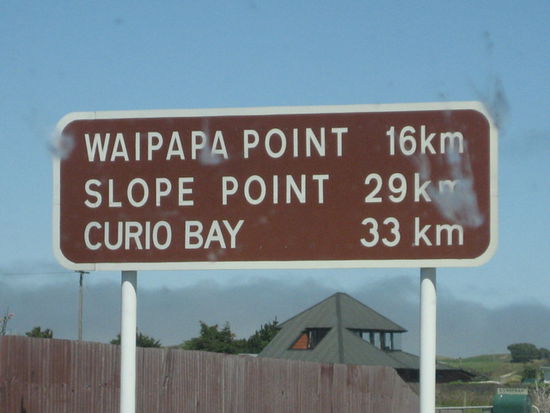 WAIPAPA POINT 16km
SLOPE POINT 29km
CURIO BAY 33 km